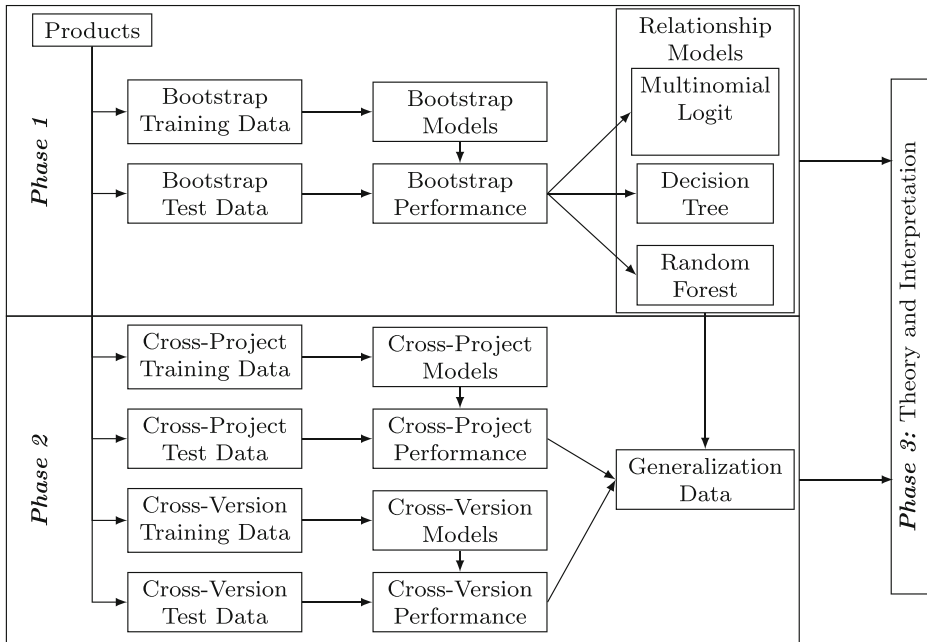 Products
Relationship
Models
Phase 1
Bootstrap
Training Data
Bootstrap
Models
Multinomial
Logit
Bootstrap
Test Data
Bootstrap
Performance
Decision
Tree
Random
Forest
Phase 2
Cross-Project
Training Data
Cross-Project
Models
Cross-Project
Test Data
Cross-Project
Performance
Generalization
Data
Cross-Version
Training Data
Cross-Version
Models
Cross-Version
Test Data
Cross-Version
Performance
Phase 3: Theory and Interpretation